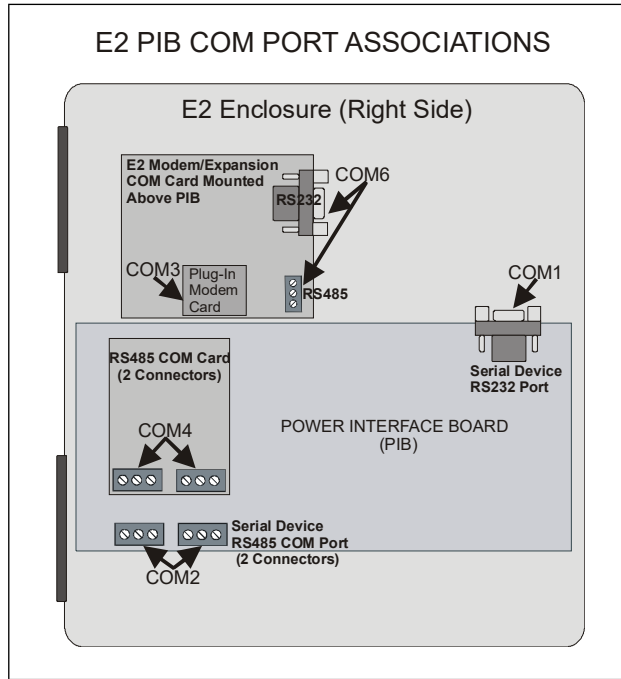 E2 PIB COM PORT ASSOCIATIONS
E2 Enclosure (Right Side)
E2 Modem/Expansion
COM Card Mounted
Above PIB
RS232
COM6
COM3
Plug-In
Modem
Card
RS485
COM1
Serial Device
RS232 Port
RS485 COM Card
(2 Connectors)
COM4
POWER INTERFACE BOARD
(PIB)
Serial Device
RS485 COM Port
(2 Connectors)
COM2